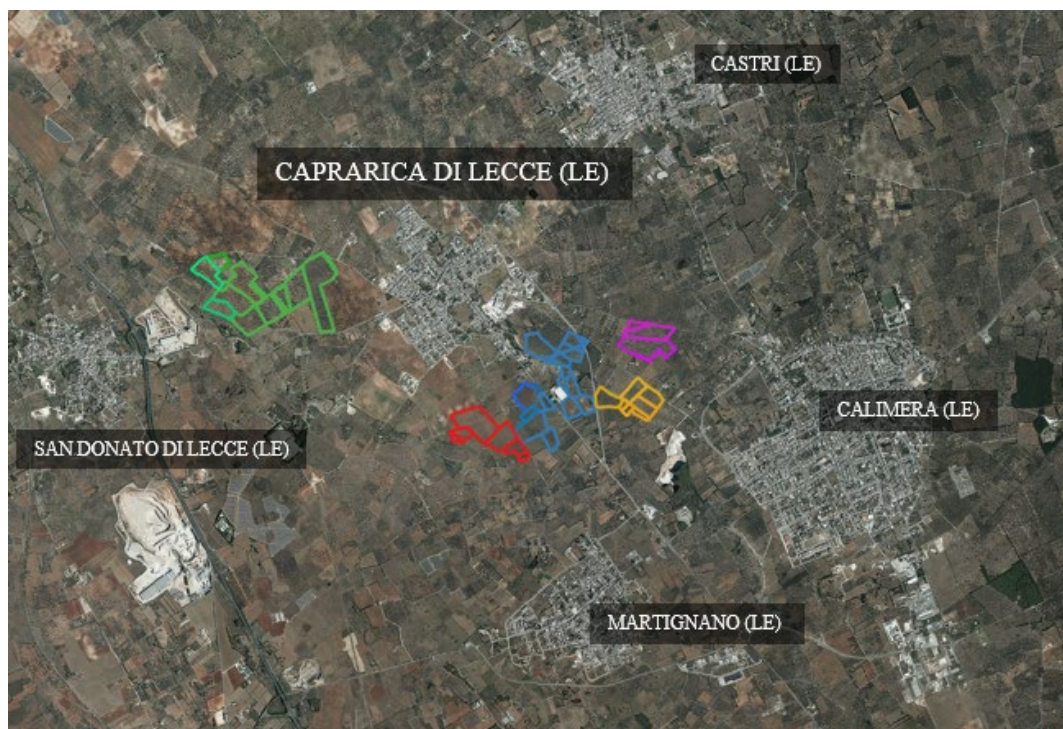 CASTRI (LE)
CAPRARICA DI LECCE (LE)
CALIMERA (LE)
SAN DONATO DI LECCE (LE)
MARTIGNANO (LE)